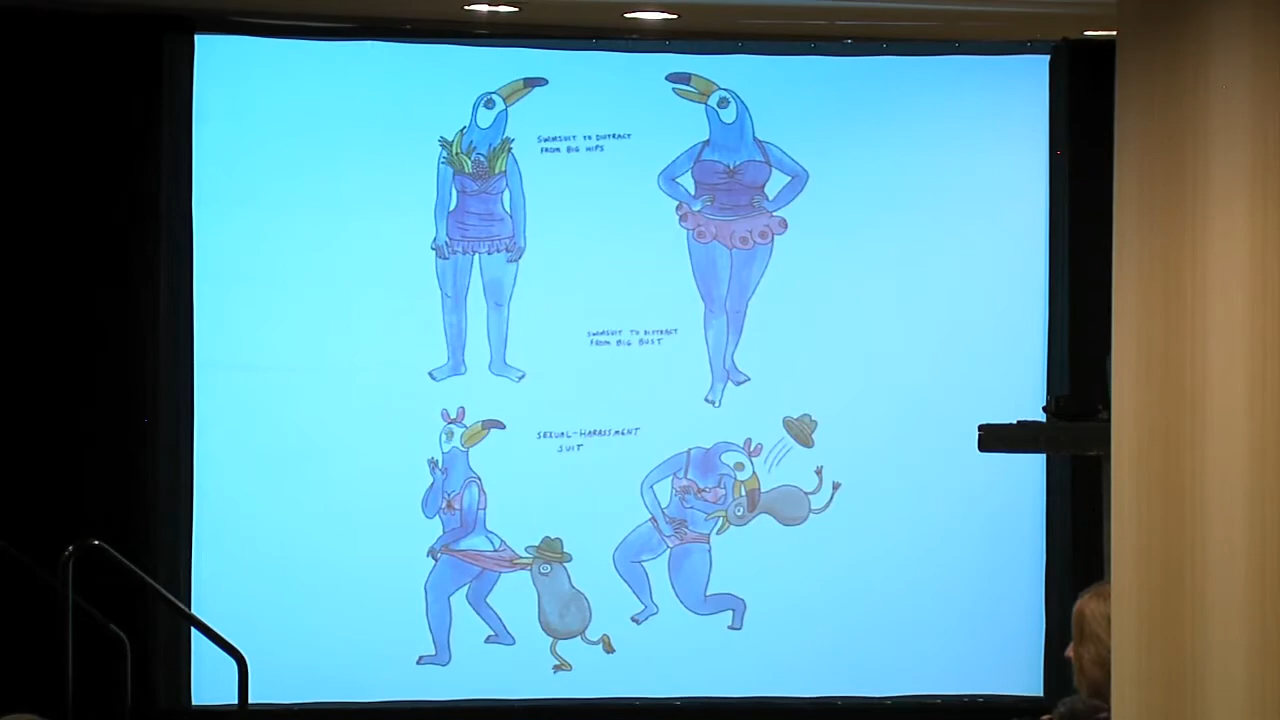 SWIMSUIT TO DISTRACT
FROM BIG HIPS
SWIMSUIT TO DISTRACT
FROM BIG BUST
SEXUAL-HARASSMENT
SUIT